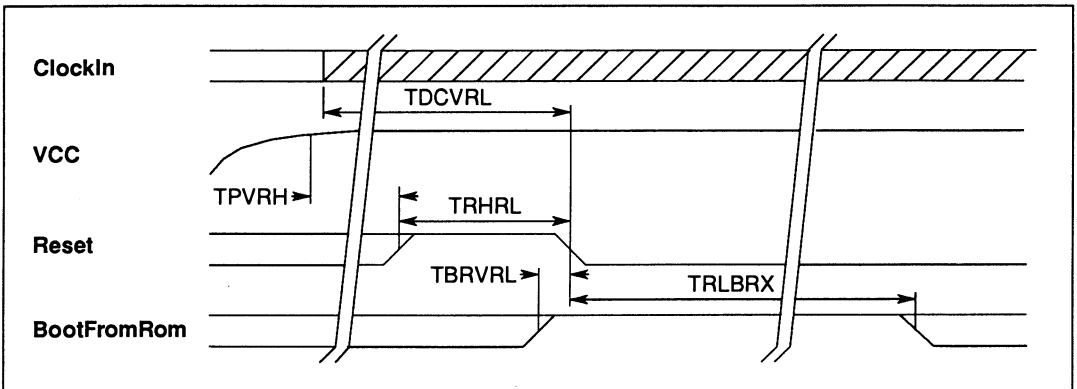 ClockIn
TDCVRL
VCC
TPVRH
TRHRL
Reset
TBRVRL
TRLBRX
BootFromRom